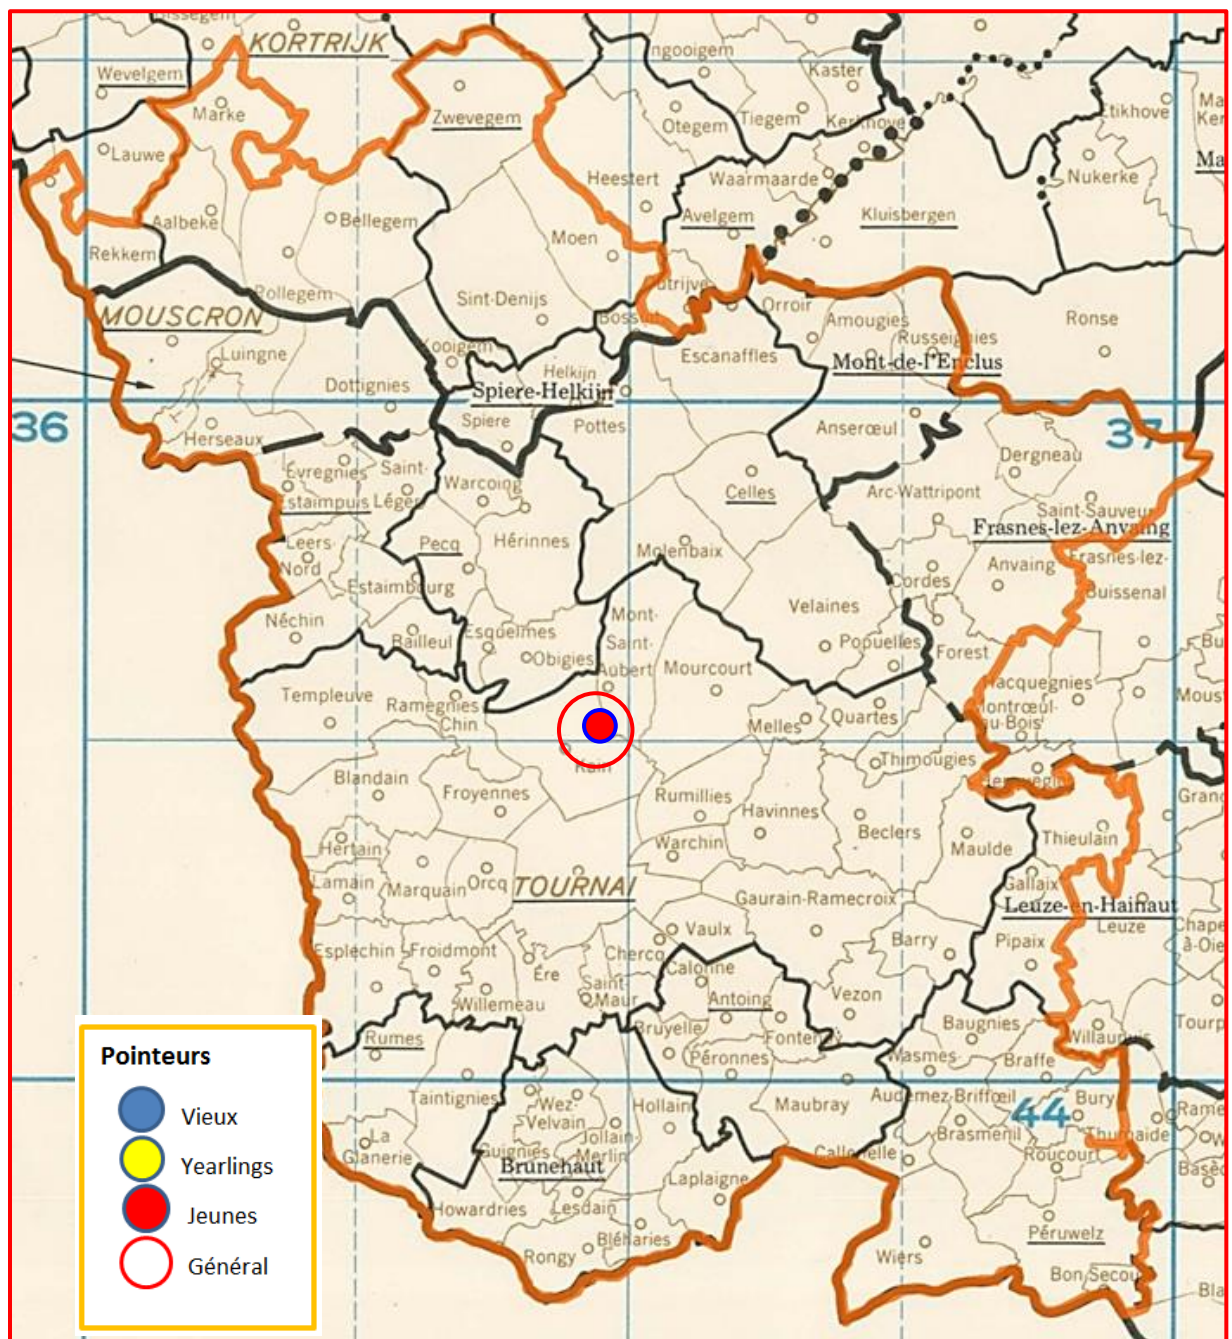 KORTRIJK
Wevelgem
Marke
Zwevegem
Otegem
Tiegem
Kaster
Kerkhove
Etikhove
Lauwe
Heestert
Waarmaarde
Nukerke
Aalbeke
Bellegem
Avelgem
Kluisbergen
Rekkem
Moen
Rollegem
Sint-Denijs
Bossuit
Outrijve
Orroir
Amougies
Russeignies
Ronse
MOUSCRON
Luingne
Kooigem
Escanaffles
Mont-de-l'Enclus
Dottignies
Helkijn
Spiere-Helkijn
36
Herseaux
Spiere
Pottes
Anserœul
37
Évregnies
Saint-
Léger
Estaimpuis
Warcoing
Celles
Dergneau
Arc-Wattripont
Saint-Sauveur
Frasnes-lez-Anvaing
Leers-
Nord
Pecq
Hérinnes
Molenbaix
Anvaing
Frasnes-lez-
Buissenal
Estaimbourg
Cordes
Néchin
Bailleul
Esquelmes
Obigies
Mont-
Saint-
Aubert
Velaines
Popuelles
Forest
Templeuve
Ramegnies
Chin
Mourcourt
Hacquegnies
Montrœul-
au-Bois
Melles
Quartes
Thimougies
Kain
Blandain
Froyennes
Rumillies
Havinnes
Beclers
Herquegies
Hertain
Warchin
Maulde
Thieulain
Lamain
Marquain
Orcq
TOURNAI
Gaurain-Ramecroix
Gallaix
Leuze-en-Hainaut
Leuze
Esplechin
Froidmont
Ère
Chercq
Vaulx
Barry
Pipaix
Willemeau
Saint-
Maur
Calonne
Antoing
Vezon
Rumes
Bruyelle
Fontenoy
Baugnies
Willaupuis
Péronnes
Wasmes-
Braffe
Taintignies
Wez-
Velvain
Hollain
Maubray
Audemez-Briffœil
44
Bury
La
Glanerie
Guignies
Jollain-
Merlin
Brasménil
Thumaide
Brunehaut
Callenelle
Roucourt
Laplaigne
Howardries
Lesdain
Péruwelz
Rongy
Bléharies
Wiers
Pointeurs
Vieux
Yearlings
Jeunes
Général